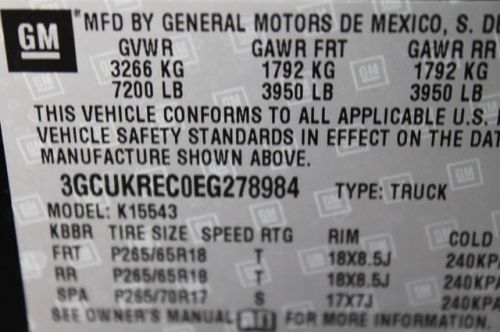 GM MFD BY GENERAL MOTORS DE MEXICO, S. DE
GVWR GAWR FRT GAWR RR
3266 KG 1792 KG 1792 KG
7200 LB 3950 LB 3950 LB
THIS VEHICLE CONFORMS TO ALL APPLICABLE U.S.
VEHICLE SAFETY STANDARDS IN EFFECT ON THE DAT
MANUFACTURE SHOWN ABOVE.
3GCUKREC0EG278984 TYPE: TRUCK
MODEL: K15543
KBBR TIRE SIZE SPEED RTG RIM COLD
FRT P265/65R18 T 18X8.5J 240KPA
RR P265/65R18 T 18X8.5J 240KPA
SPA P265/70R17 S 17X7J 240KPA
SEE OWNER'S MANUAL FOR MORE INFORMATION.